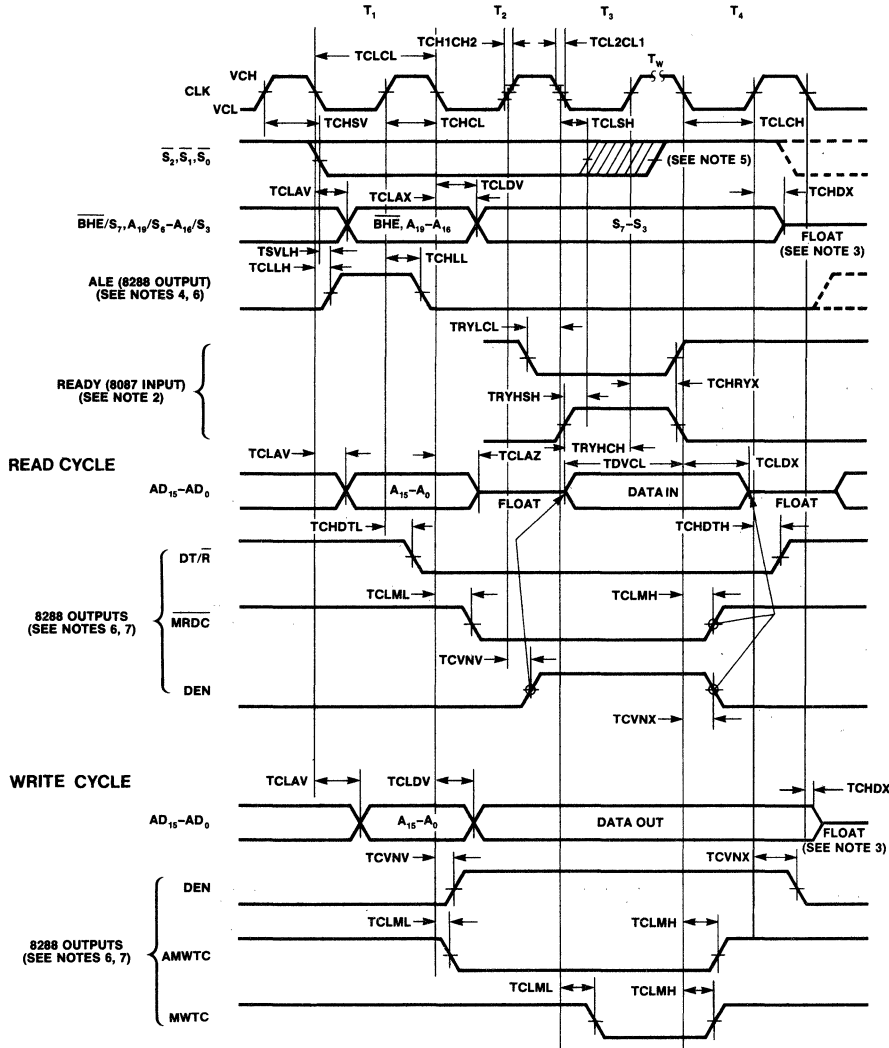 T₁ T₂ T₃ T₄
TCH1CH2 TCL2CL1
TCLCL
T_W
VCH
CLK
VCL
TCHSV TCHCL TCLSH TCLCH
S̅₂, S̅₁, S̅₀ (SEE NOTE 5)
TCLAV TCLAX TCLDV TCHDX
B̅H̅E̅/S₇, A₁₉/S₆–A₁₆/S₃ B̅H̅E̅, A₁₉–A₁₆ S₇–S₃ FLOAT
(SEE NOTE 3)
TSVLH
TCLLH TCHLL
ALE (8288 OUTPUT)
(SEE NOTES 4, 6)
TRYLCL
READY (8087 INPUT)
(SEE NOTE 2)
TCHRYX
TRYHSH
TRYHCH
READ CYCLE
TCLAV TCLAZ TDVCL TCLDX
AD₁₅–AD₀ A₁₅–A₀ FLOAT DATA IN FLOAT
TCHDTL TCHDTH
DT/R̅
TCLML TCLMH
8288 OUTPUTS
(SEE NOTES 6, 7)
M̅R̅D̅C̅
TCVNV
DEN
TCVNX
WRITE CYCLE
TCLAV TCLDV TCHDX
AD₁₅–AD₀ A₁₅–A₀ DATA OUT FLOAT
(SEE NOTE 3)
TCVNV TCVNX
DEN
TCLML TCLMH
8288 OUTPUTS
(SEE NOTES 6, 7)
AMWTC
TCLML TCLMH
MWTC